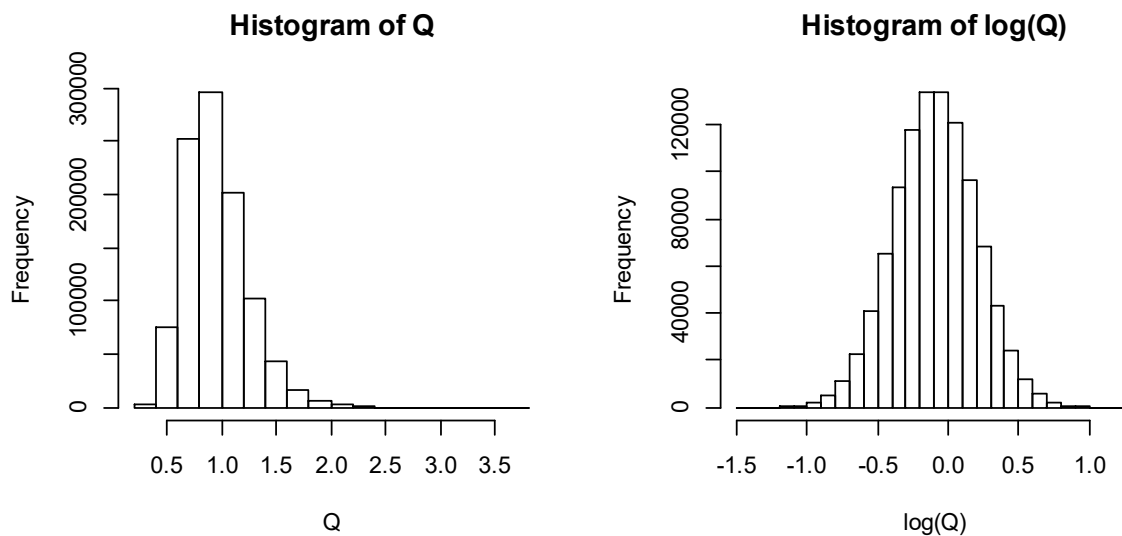 Histogram of Q
Frequency
0 100000 200000 300000
0.5 1.0 1.5 2.0 2.5 3.0 3.5
Q
Histogram of log(Q)
Frequency
0 40000 80000 120000
-1.5 -1.0 -0.5 0.0 0.5 1.0
log(Q)